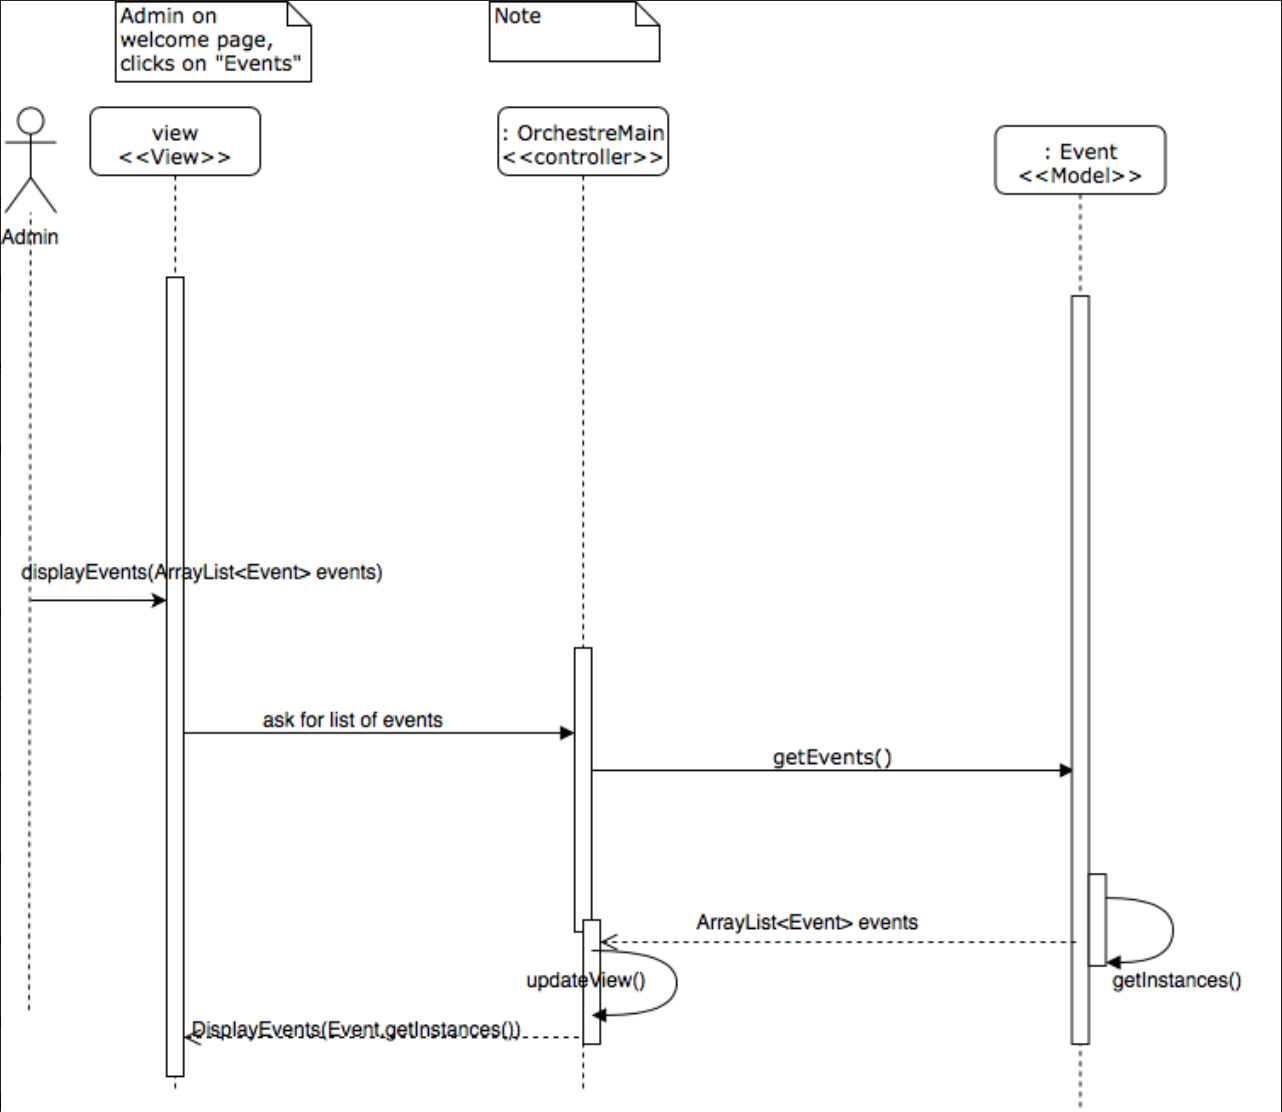 Admin on
welcome page,
clicks on "Events"
Note
view
<<View>>
: OrchestreMain
<<controller>>
: Event
<<Model>>
Admin
displayEvents(ArrayList<Event> events)
ask for list of events
getEvents()
ArrayList<Event> events
updateView()
getInstances()
DisplayEvents(Event.getInstances())